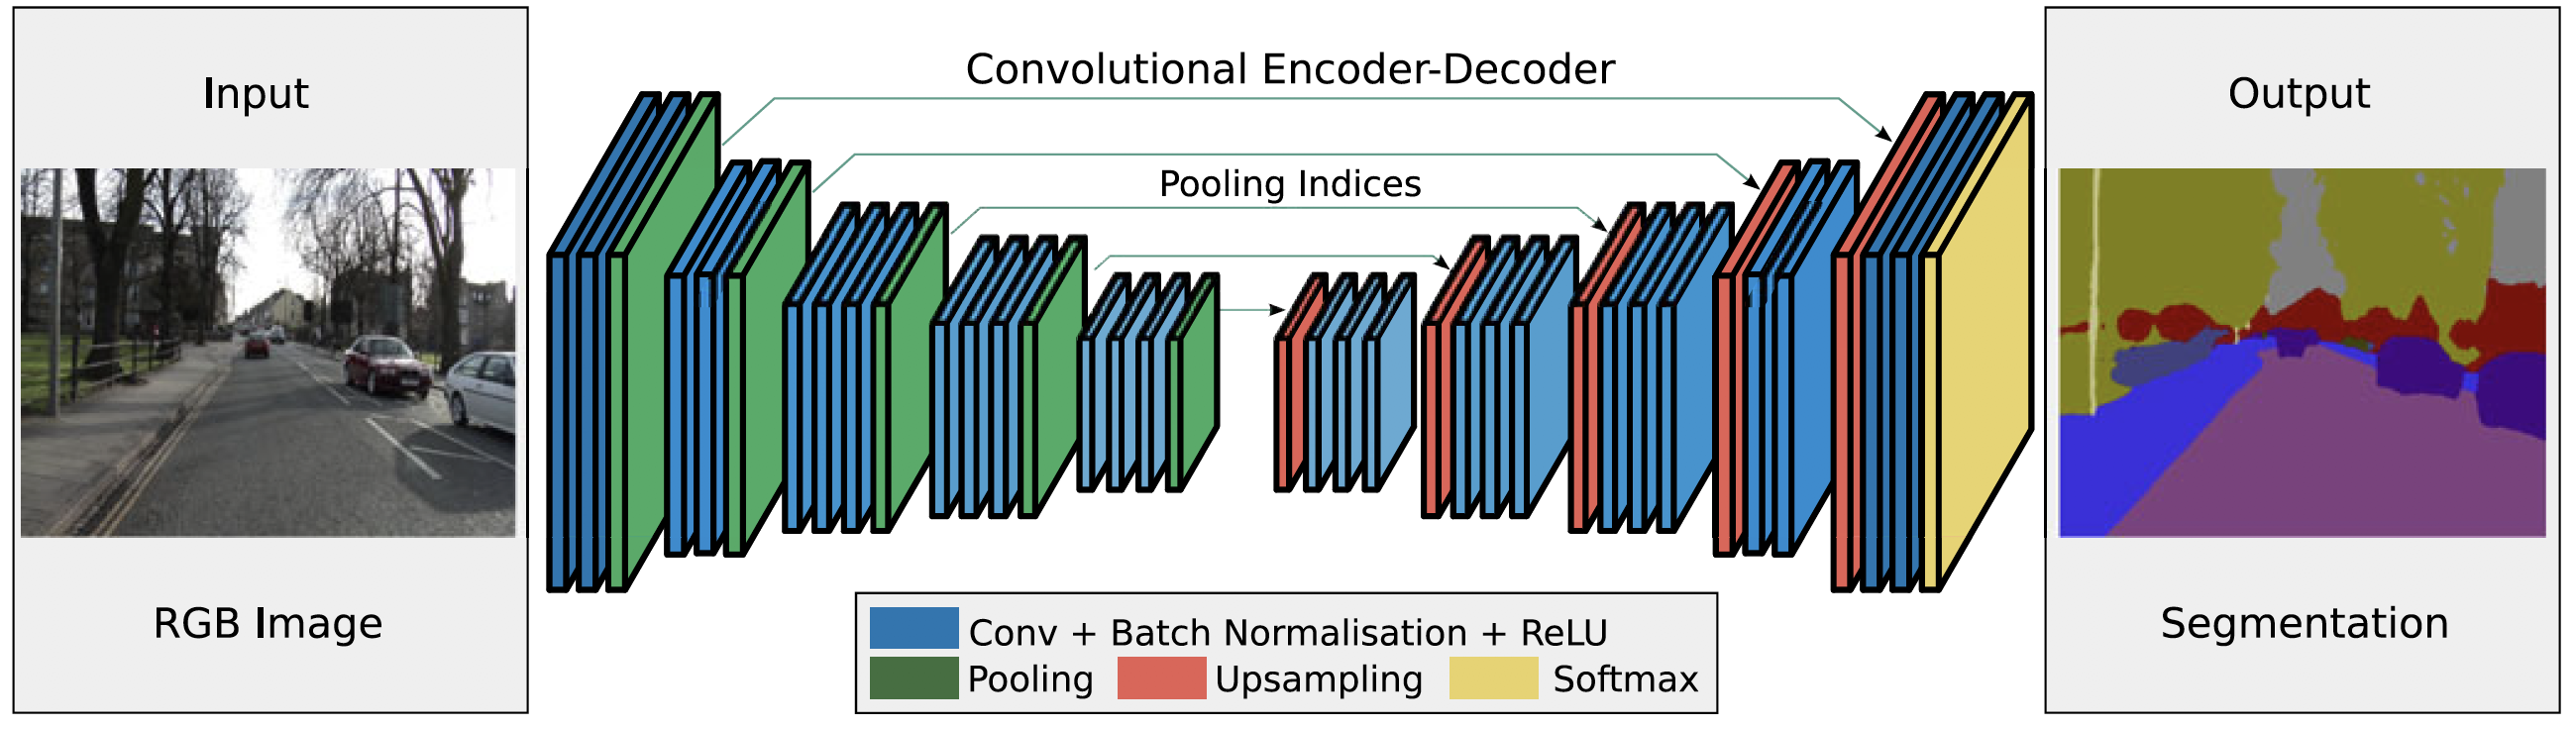 Input
RGB Image
Convolutional Encoder-Decoder
Pooling Indices
Conv + Batch Normalisation + ReLU
Pooling Upsampling Softmax
Output
Segmentation